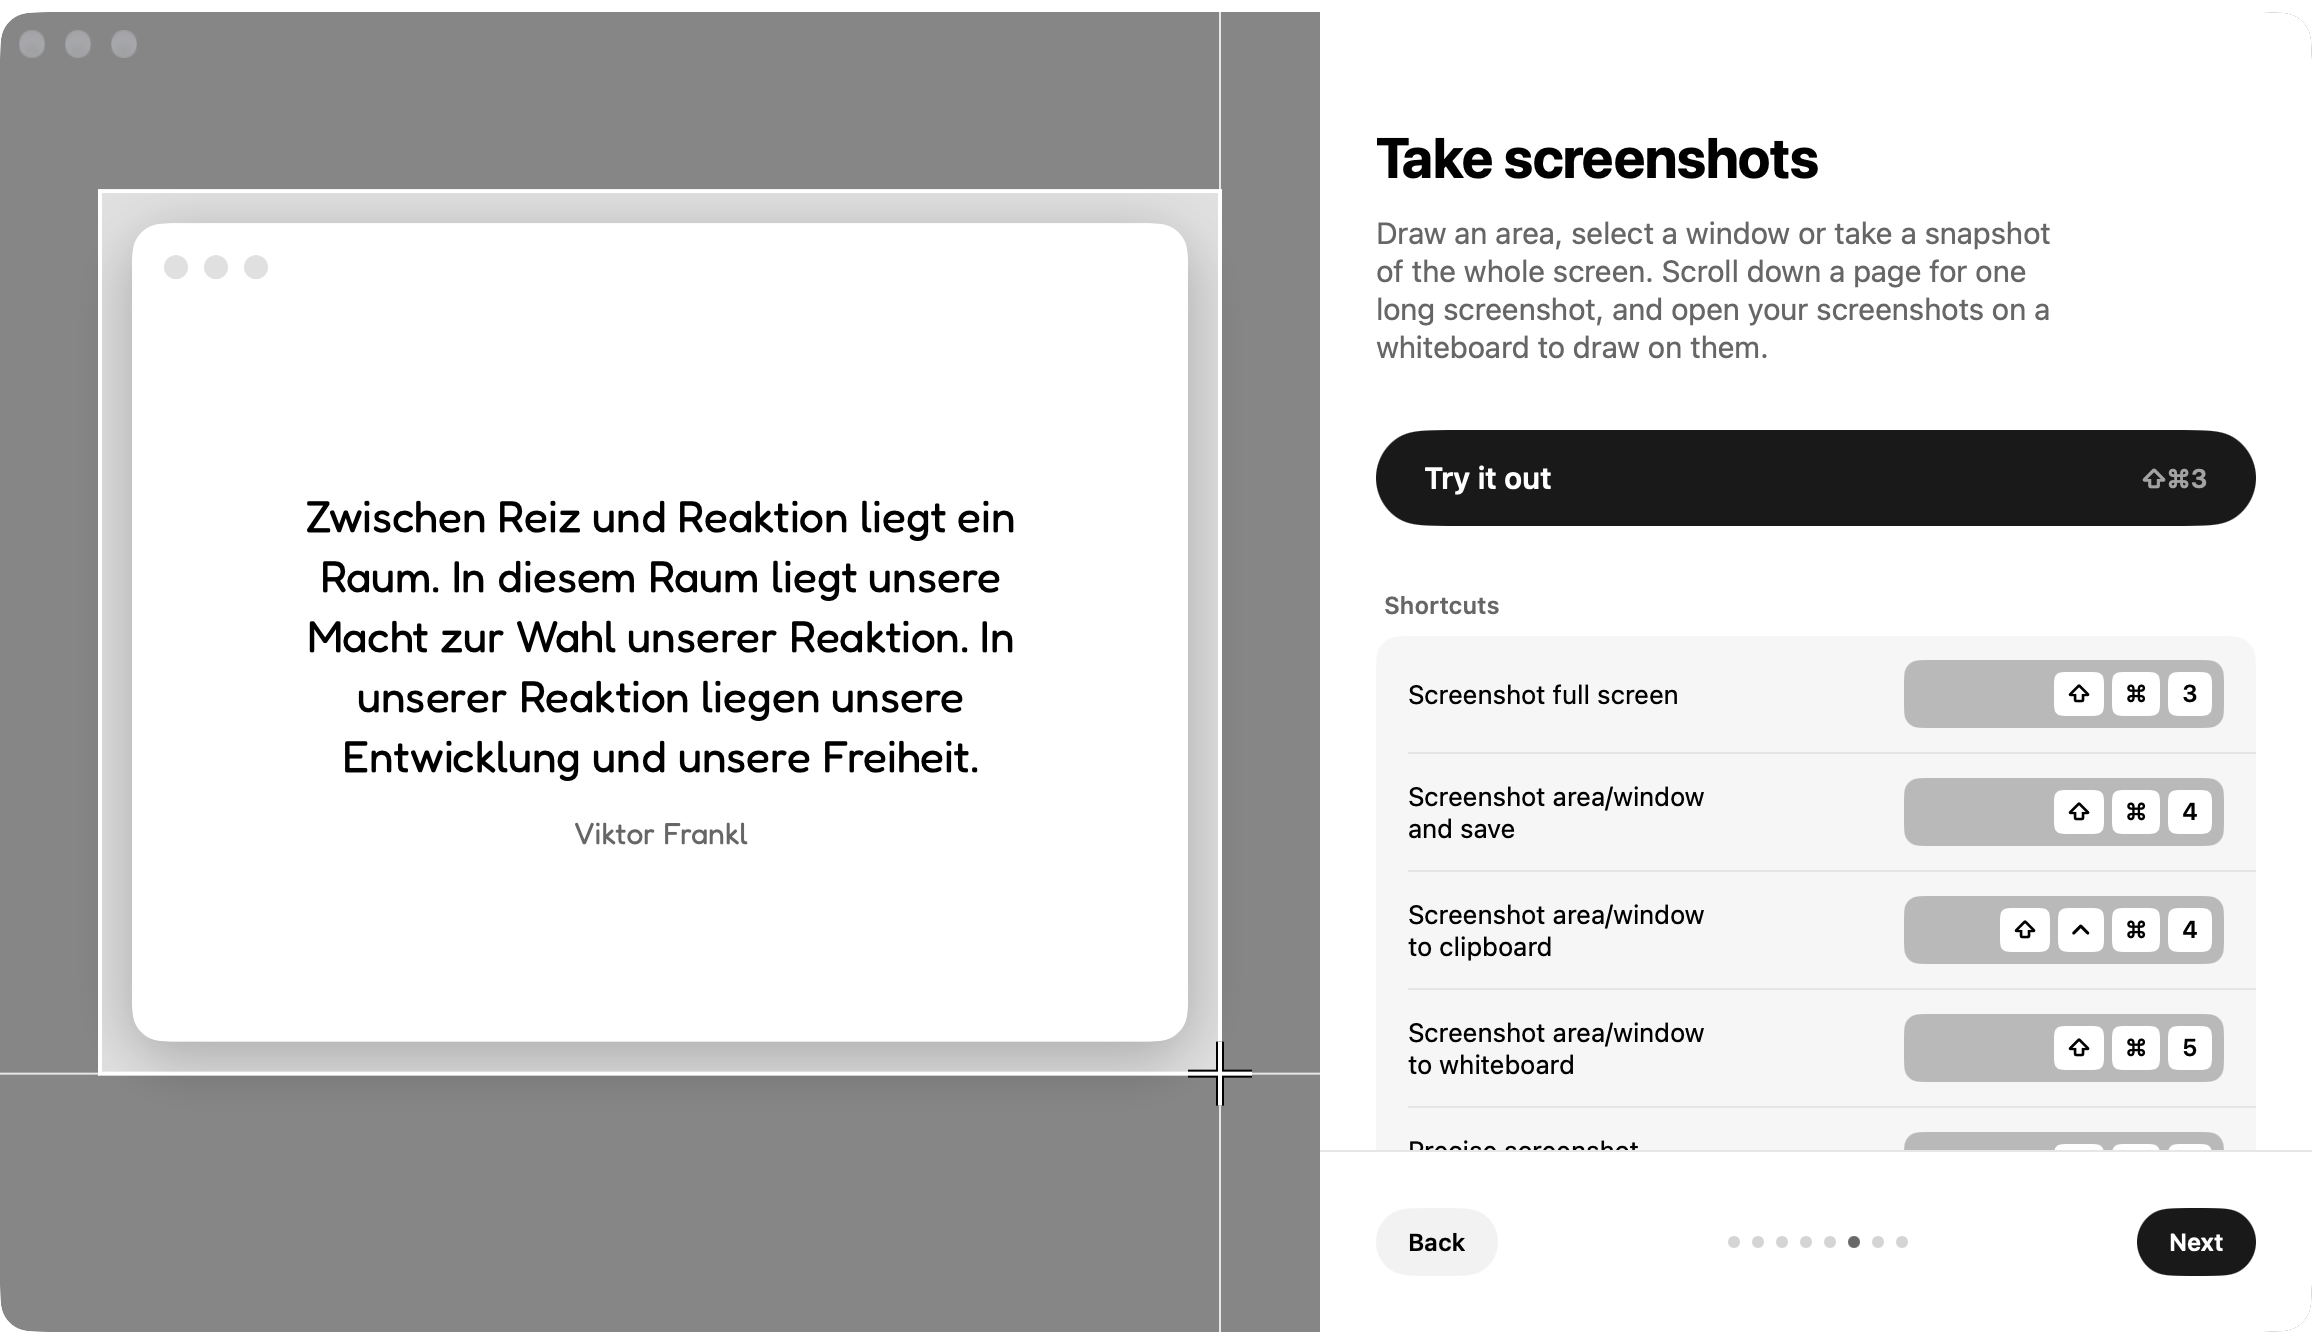 Zwischen Reiz und Reaktion liegt ein
Raum. In diesem Raum liegt unsere
Macht zur Wahl unserer Reaktion. In
unserer Reaktion liegen unsere
Entwicklung und unsere Freiheit.
Viktor Frankl
Take screenshots
Draw an area, select a window or take a snapshot
of the whole screen. Scroll down a page for one
long screenshot, and open your screenshots on a
whiteboard to draw on them.
Try it out ⇧⌘3
Shortcuts
Screenshot full screen ⇧ ⌘ 3
Screenshot area/window
and save ⇧ ⌘ 4
Screenshot area/window
to clipboard ⇧ ^ ⌘ 4
Screenshot area/window
to whiteboard ⇧ ⌘ 5
Precise screenshot
Back
Next